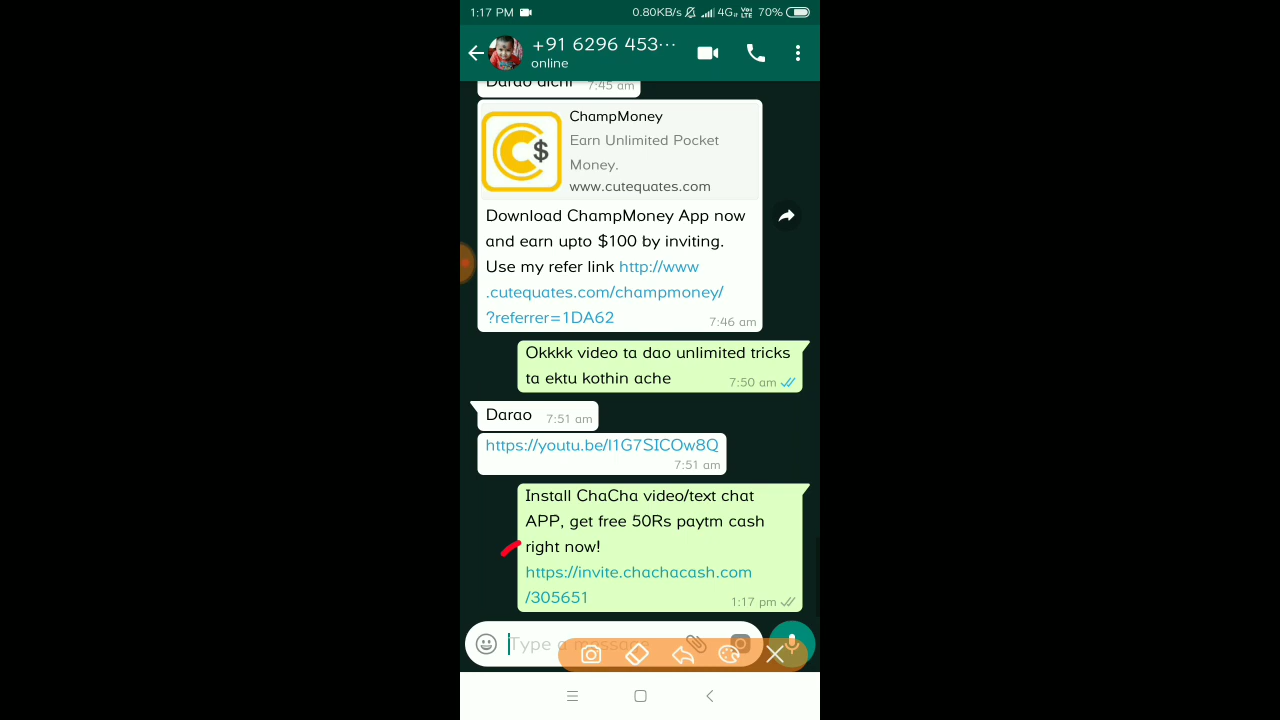 1:17 PM 0.80KB/s 4G 70%
+91 6296 453...
online
Darao dichi 7:45 am
ChampMoney
Earn Unlimited Pocket
Money.
www.cutequates.com
Download ChampMoney App now
and earn upto $100 by inviting.
Use my refer link http://www
.cutequates.com/champmoney/
?referrer=1DA62
7:46 am
Okkkk video ta dao unlimited tricks
ta ektu kothin ache
7:50 am
Darao 7:51 am
https://youtu.be/l1G7SICOw8Q
7:51 am
Install ChaCha video/text chat
APP, get free 50Rs paytm cash
right now!
https://invite.chachacash.com
/305651
1:17 pm
Type a message